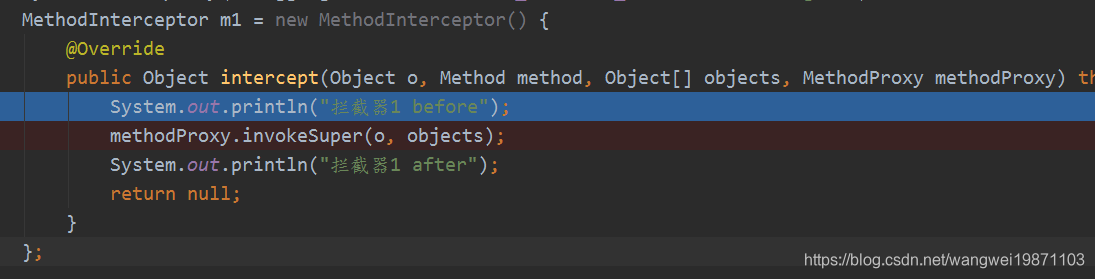 MethodInterceptor m1 = new MethodInterceptor() {
@Override
public Object intercept(Object o, Method method, Object[] objects, MethodProxy methodProxy) th
System.out.println("拦截器1 before");
methodProxy.invokeSuper(o, objects);
System.out.println("拦截器1 after");
return null;
}
};
https://blog.csdn.net/wangwei19871103